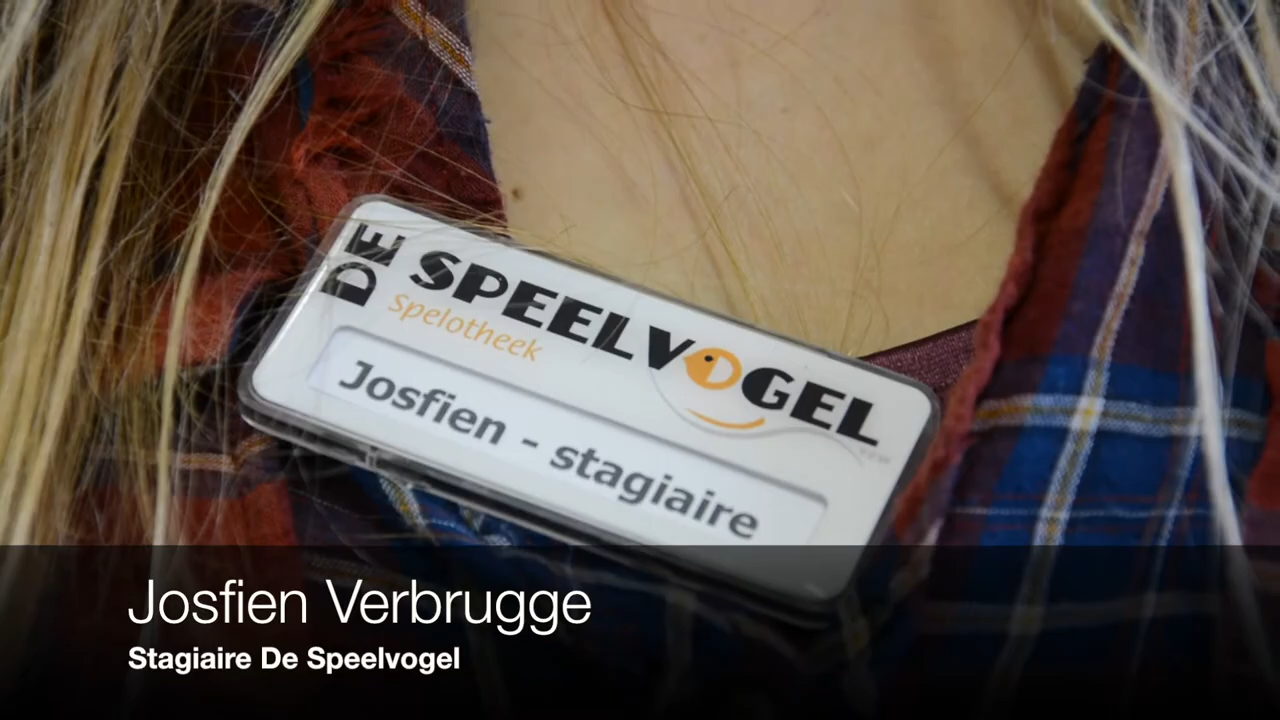 DE SPEELVOGEL
Spelotheek
Josfien - stagiaire
Josfien Verbrugge
Stagiaire De Speelvogel